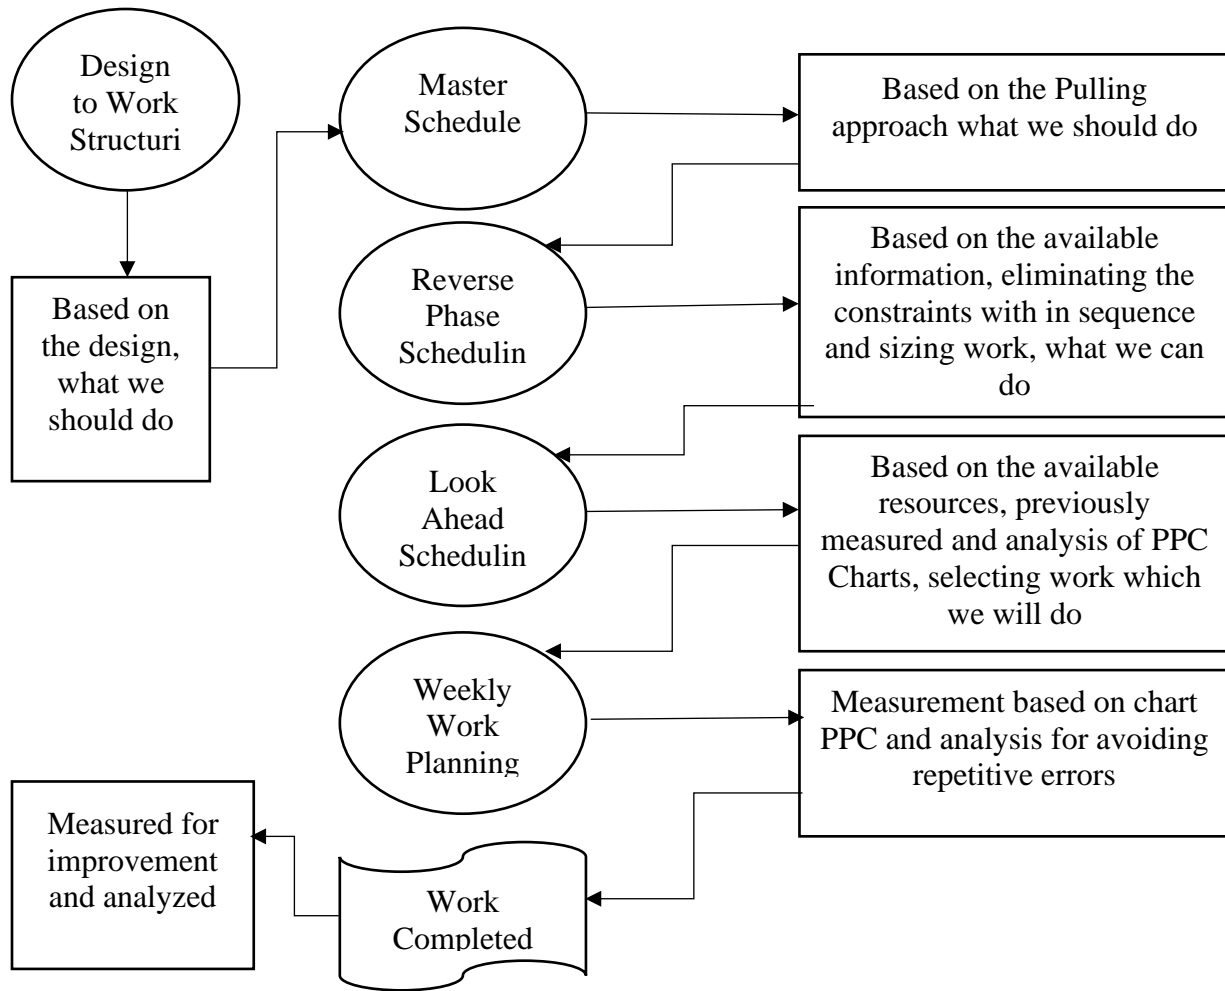 Design
to Work
Structuri
Based on
the design,
what we
should do
Master
Schedule
Based on the Pulling
approach what we should do
Reverse
Phase
Schedulin
Based on the available
information, eliminating the
constraints with in sequence
and sizing work, what we can
do
Look
Ahead
Schedulin
Based on the available
resources, previously
measured and analysis of PPC
Charts, selecting work which
we will do
Weekly
Work
Planning
Measurement based on chart
PPC and analysis for avoiding
repetitive errors
Work
Completed
Measured for
improvement
and analyzed